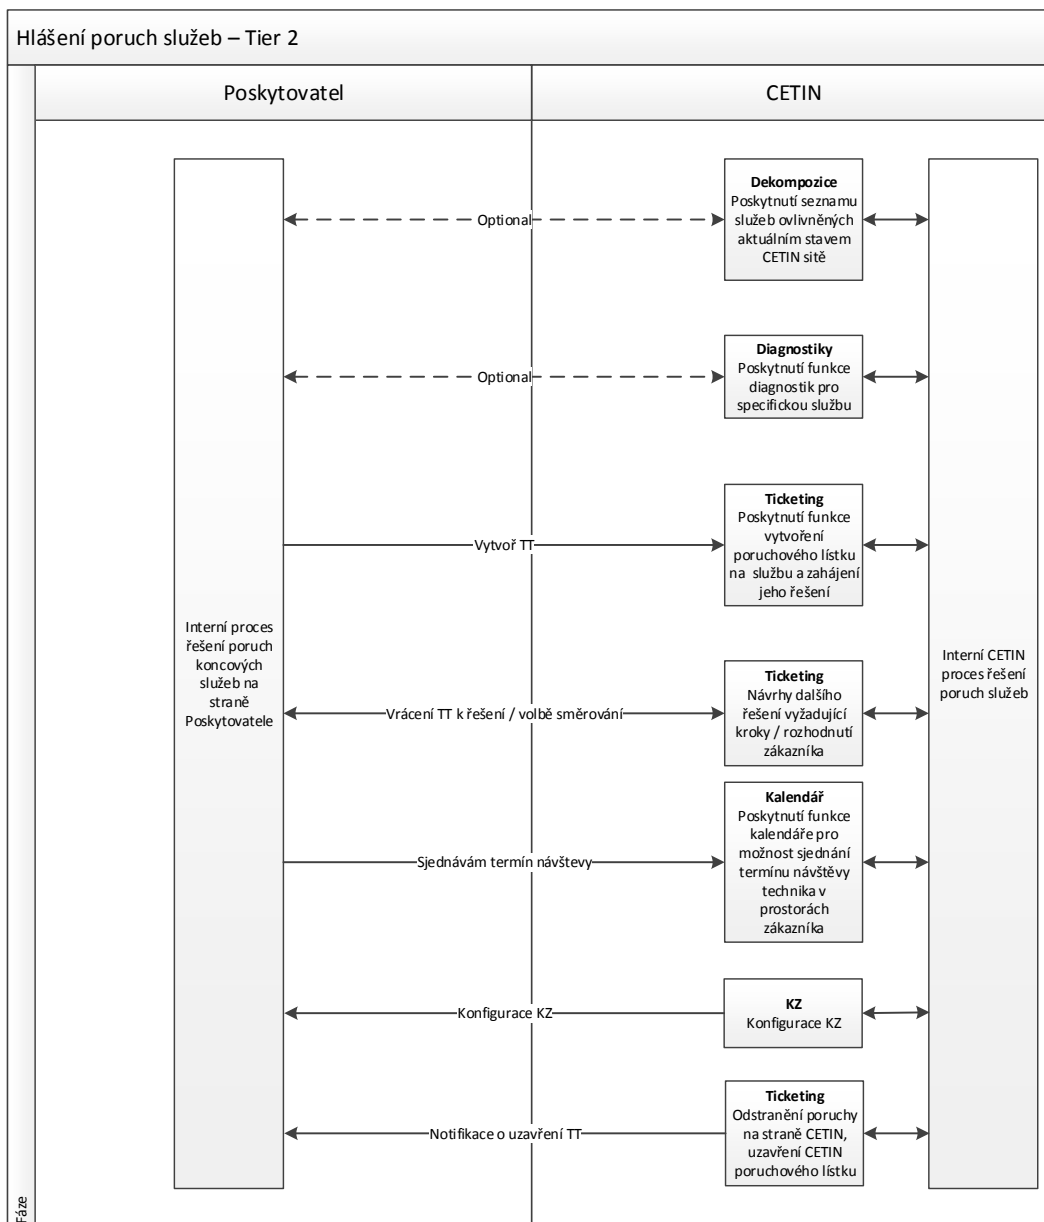 Hlášení poruch služeb – Tier 2
Poskytovatel
CETIN
Dekompozice
Poskytnutí seznamu
služeb ovlivněných
aktuálním stavem
CETIN sítě
Optional
Diagnostiky
Poskytnutí funkce
diagnostik pro
specifickou službu
Optional
Ticketing
Poskytnutí funkce
vytvoření
poruchového lístku
na službu a zahájení
jeho řešení
Vytvoř TT
Interní proces
řešení poruch
koncových
služeb na
straně
Poskytovatele
Interní CETIN
proces řešení
poruch služeb
Ticketing
Návrhy dalšího
řešení vyžadující
kroky / rozhodnutí
zákazníka
Vrácení TT k řešení / volbě směrování
Kalendář
Poskytnutí funkce
kalendáře pro
možnost sjednání
termínu návštěvy
technika v
prostorách
zákazníka
Sjednávám termín návštevy
KZ
Konfigurace KZ
Konfigurace KZ
Ticketing
Odstranění poruchy
na straně CETIN,
uzavření CETIN
poruchového lístku
Notifikace o uzavření TT
Fáze